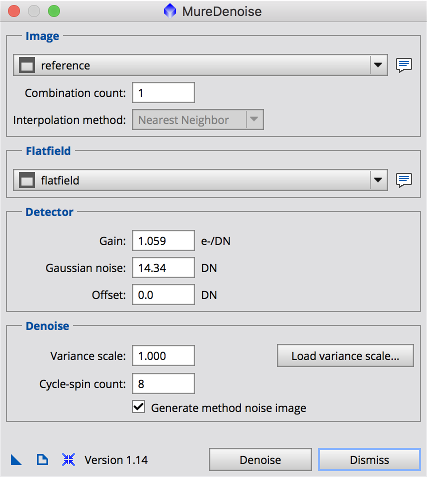 MureDenoise
Image
reference
Combination count: 1
Interpolation method: Nearest Neighbor
Flatfield
flatfield
Detector
Gain: 1.059 e-/DN
Gaussian noise: 14.34 DN
Offset: 0.0 DN
Denoise
Variance scale: 1.000 Load variance scale...
Cycle-spin count: 8
Generate method noise image
Version 1.14 Denoise Dismiss